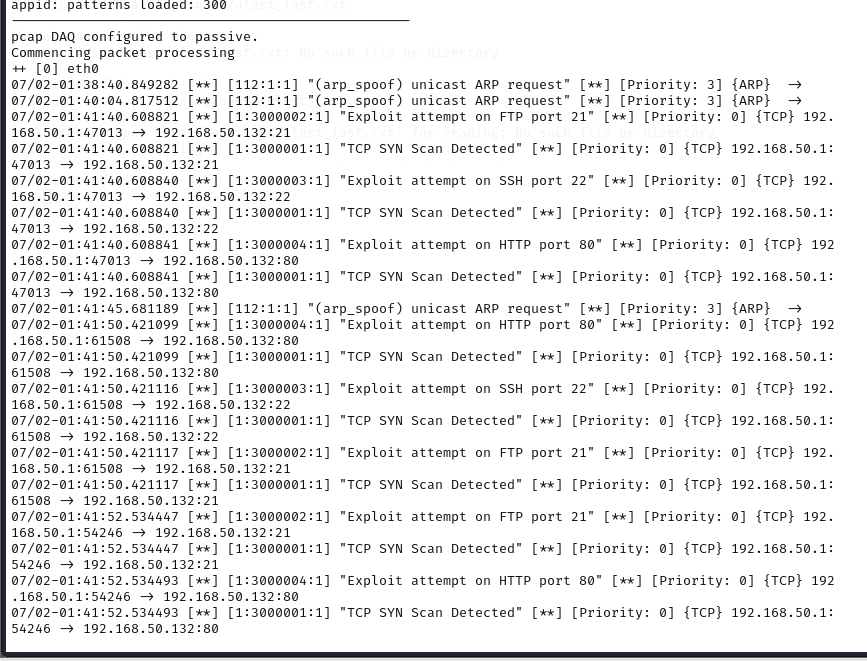 appid: patterns loaded: 300 /alert_fast.txt
pcap DAQ configured to passive.
Commencing packet processing st.txt: No such file or directory
++ [0] eth0
07/02-01:38:40.849282 [**] [112:1:1] "(arp_spoof) unicast ARP request" [**] [Priority: 3] {ARP}  →
07/02-01:40:04.817512 [**] [112:1:1] "(arp_spoof) unicast ARP request" [**] [Priority: 3] {ARP}  →
07/02-01:41:40.608821 [**] [1:3000002:1] "Exploit attempt on FTP port 21" [**] [Priority: 0] {TCP} 192.
168.50.1:47013 → 192.168.50.132:21 lert_fast.txt' for reading: No such file or directory
07/02-01:41:40.608821 [**] [1:3000001:1] "TCP SYN Scan Detected" [**] [Priority: 0] {TCP} 192.168.50.1:
47013 → 192.168.50.132:21
07/02-01:41:40.608840 [**] [1:3000003:1] "Exploit attempt on SSH port 22" [**] [Priority: 0] {TCP} 192.
168.50.1:47013 → 192.168.50.132:22
07/02-01:41:40.608840 [**] [1:3000001:1] "TCP SYN Scan Detected" [**] [Priority: 0] {TCP} 192.168.50.1:
47013 → 192.168.50.132:22
07/02-01:41:40.608841 [**] [1:3000004:1] "Exploit attempt on HTTP port 80" [**] [Priority: 0] {TCP} 192
.168.50.1:47013 → 192.168.50.132:80
07/02-01:41:40.608841 [**] [1:3000001:1] "TCP SYN Scan Detected" [**] [Priority: 0] {TCP} 192.168.50.1:
47013 → 192.168.50.132:80
07/02-01:41:45.681189 [**] [112:1:1] "(arp_spoof) unicast ARP request" [**] [Priority: 3] {ARP}  →
07/02-01:41:50.421099 [**] [1:3000004:1] "Exploit attempt on HTTP port 80" [**] [Priority: 0] {TCP} 192
.168.50.1:61508 → 192.168.50.132:80
07/02-01:41:50.421099 [**] [1:3000001:1] "TCP SYN Scan Detected" [**] [Priority: 0] {TCP} 192.168.50.1:
61508 → 192.168.50.132:80
07/02-01:41:50.421116 [**] [1:3000003:1] "Exploit attempt on SSH port 22" [**] [Priority: 0] {TCP} 192.
168.50.1:61508 → 192.168.50.132:22
07/02-01:41:50.421116 [**] [1:3000001:1] "TCP SYN Scan Detected" [**] [Priority: 0] {TCP} 192.168.50.1:
61508 → 192.168.50.132:22
07/02-01:41:50.421117 [**] [1:3000002:1] "Exploit attempt on FTP port 21" [**] [Priority: 0] {TCP} 192.
168.50.1:61508 → 192.168.50.132:21
07/02-01:41:50.421117 [**] [1:3000001:1] "TCP SYN Scan Detected" [**] [Priority: 0] {TCP} 192.168.50.1:
61508 → 192.168.50.132:21
07/02-01:41:52.534447 [**] [1:3000002:1] "Exploit attempt on FTP port 21" [**] [Priority: 0] {TCP} 192.
168.50.1:54246 → 192.168.50.132:21
07/02-01:41:52.534447 [**] [1:3000001:1] "TCP SYN Scan Detected" [**] [Priority: 0] {TCP} 192.168.50.1:
54246 → 192.168.50.132:21
07/02-01:41:52.534493 [**] [1:3000004:1] "Exploit attempt on HTTP port 80" [**] [Priority: 0] {TCP} 192
.168.50.1:54246 → 192.168.50.132:80
07/02-01:41:52.534493 [**] [1:3000001:1] "TCP SYN Scan Detected" [**] [Priority: 0] {TCP} 192.168.50.1:
54246 → 192.168.50.132:80